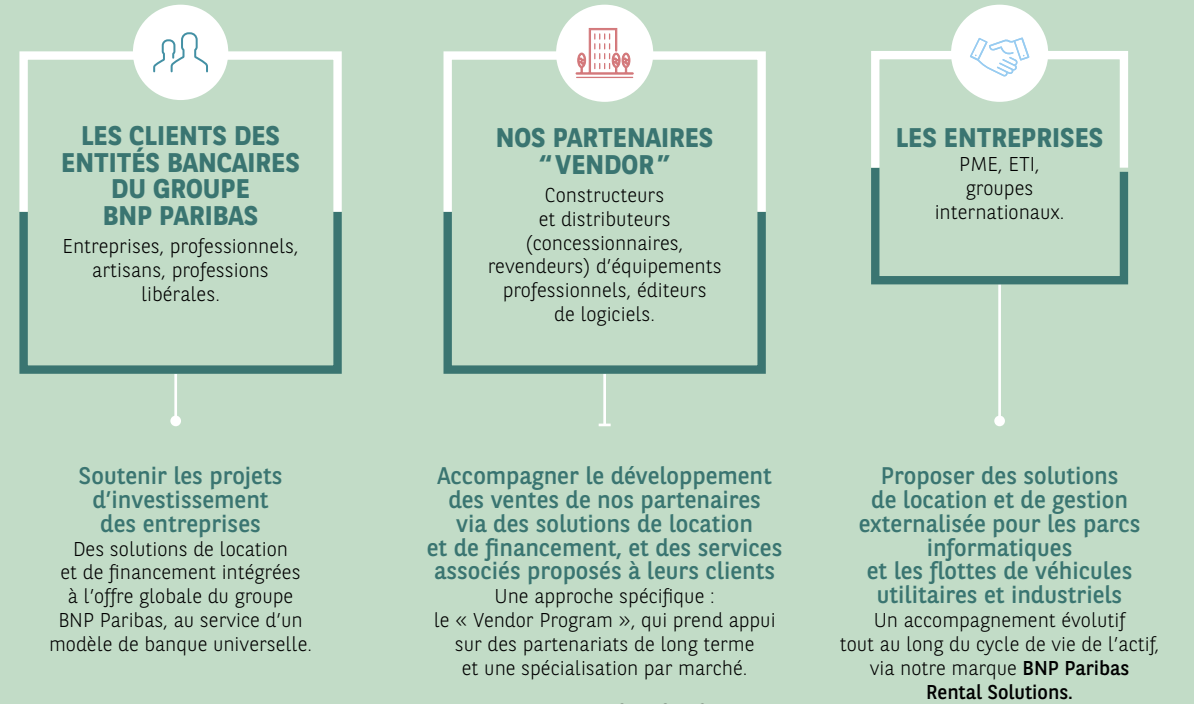 LES CLIENTS DES
ENTITÉS BANCAIRES
DU GROUPE
BNP PARIBAS
Entreprises, professionnels,
artisans, professions
libérales.
Soutenir les projets
d’investissement
des entreprises
Des solutions de location
et de financement intégrées
à l’offre globale du groupe
BNP Paribas, au service d’un
modèle de banque universelle.
NOS PARTENAIRES
“VENDOR”
Constructeurs
et distributeurs
(concessionnaires,
revendeurs) d’équipements
professionnels, éditeurs
de logiciels.
Accompagner le développement
des ventes de nos partenaires
via des solutions de location
et de financement, et des services
associés proposés à leurs clients
Une approche spécifique :
le « Vendor Program », qui prend appui
sur des partenariats de long terme
et une spécialisation par marché.
LES ENTREPRISES
PME, ETI,
groupes
internationaux.
Proposer des solutions
de location et de gestion
externalisée pour les parcs
informatiques
et les flottes de véhicules
utilitaires et industriels
Un accompagnement évolutif
tout au long du cycle de vie de l’actif,
via notre marque BNP Paribas
Rental Solutions.